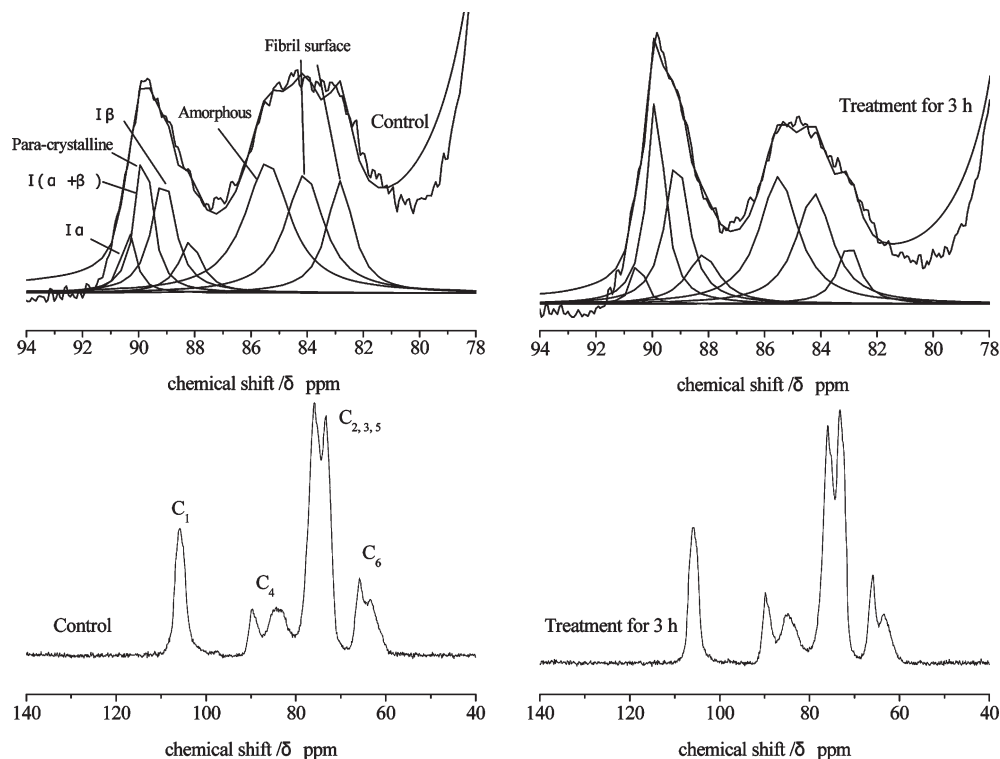 Fibril surface
Amorphous
Control
Iβ
Para-crystalline
I(α +β)
Iα
94 92 90 88 86 84 82 80 78
chemical shift /δ ppm
Treatment for 3 h
94 92 90 88 86 84 82 80 78
chemical shift /δ ppm
C2, 3, 5
C1
C4
C6
Control
140 120 100 80 60 40
chemical shift /δ ppm
Treatment for 3 h
140 120 100 80 60 40
chemical shift /δ ppm